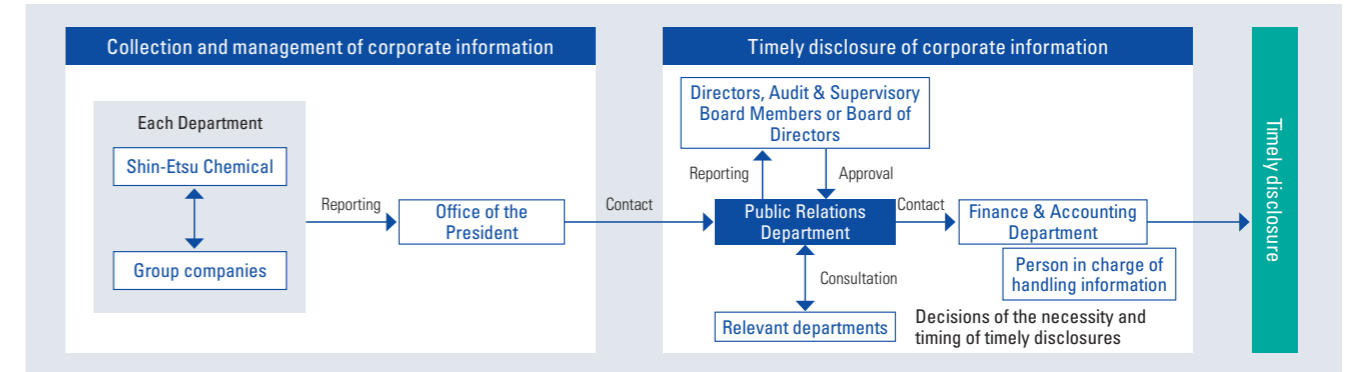 Collection and management of corporate information
Each Department
Shin-Etsu Chemical
Group companies
Reporting
Office of the
President
Contact
Timely disclosure of corporate information
Directors, Audit & Supervisory
Board Members or Board of
Directors
Reporting
Approval
Public Relations
Department
Contact
Finance & Accounting
Department
Person in charge of
handling information
Consultation
Relevant departments
Decisions of the necessity and
timing of timely disclosures
Timely disclosure